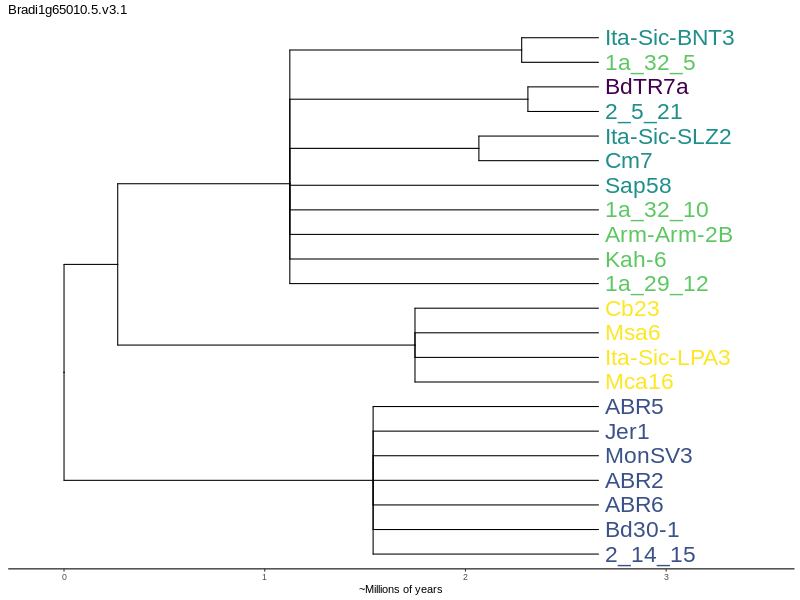 Bradi1g65010.5.v3.1
Ita-Sic-BNT3
1a_32_5
BdTR7a
2_5_21
Ita-Sic-SLZ2
Cm7
Sap58
1a_32_10
Arm-Arm-2B
Kah-6
1a_29_12
Cb23
Msa6
Ita-Sic-LPA3
Mca16
ABR5
Jer1
MonSV3
ABR2
ABR6
Bd30-1
2_14_15
0 1 2 3
~Millions of years